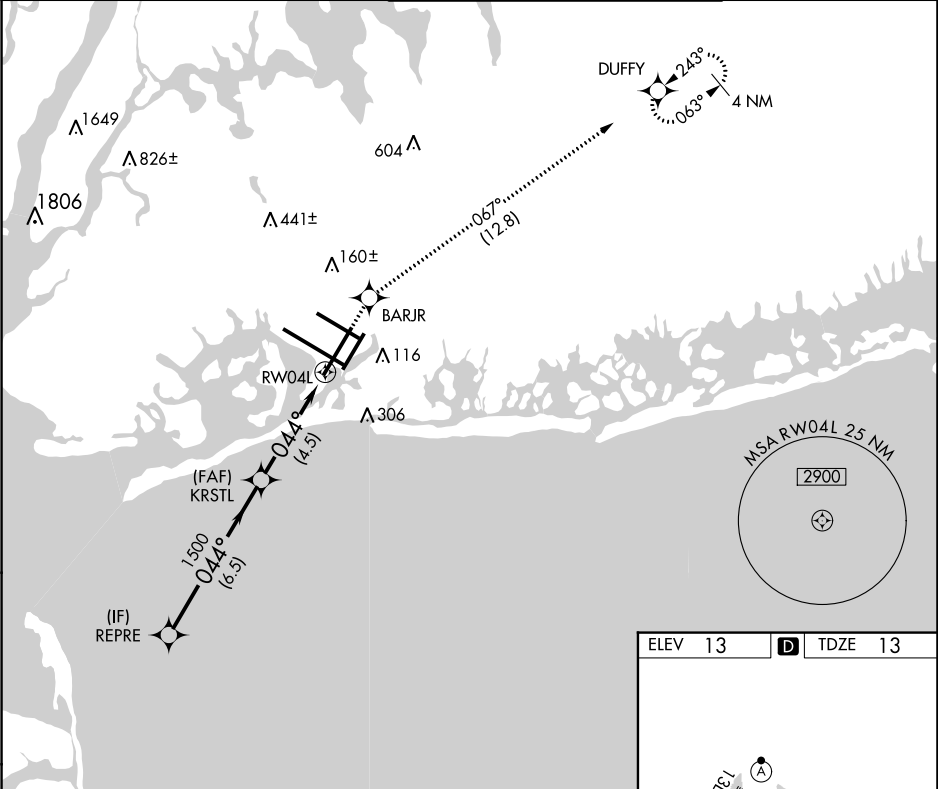 DUFFY
243°
063°
4 NM
1649
826±
604
1806
441±
067°
(12.8)
160±
BARJR
116
RW04L
306
044°
(4.5)
(FAF)
KRSTL
MSA RW04L 25 NM
2900
1500
044°
(6.5)
(IF)
REPRE
ELEV 13 D TDZE 13
A